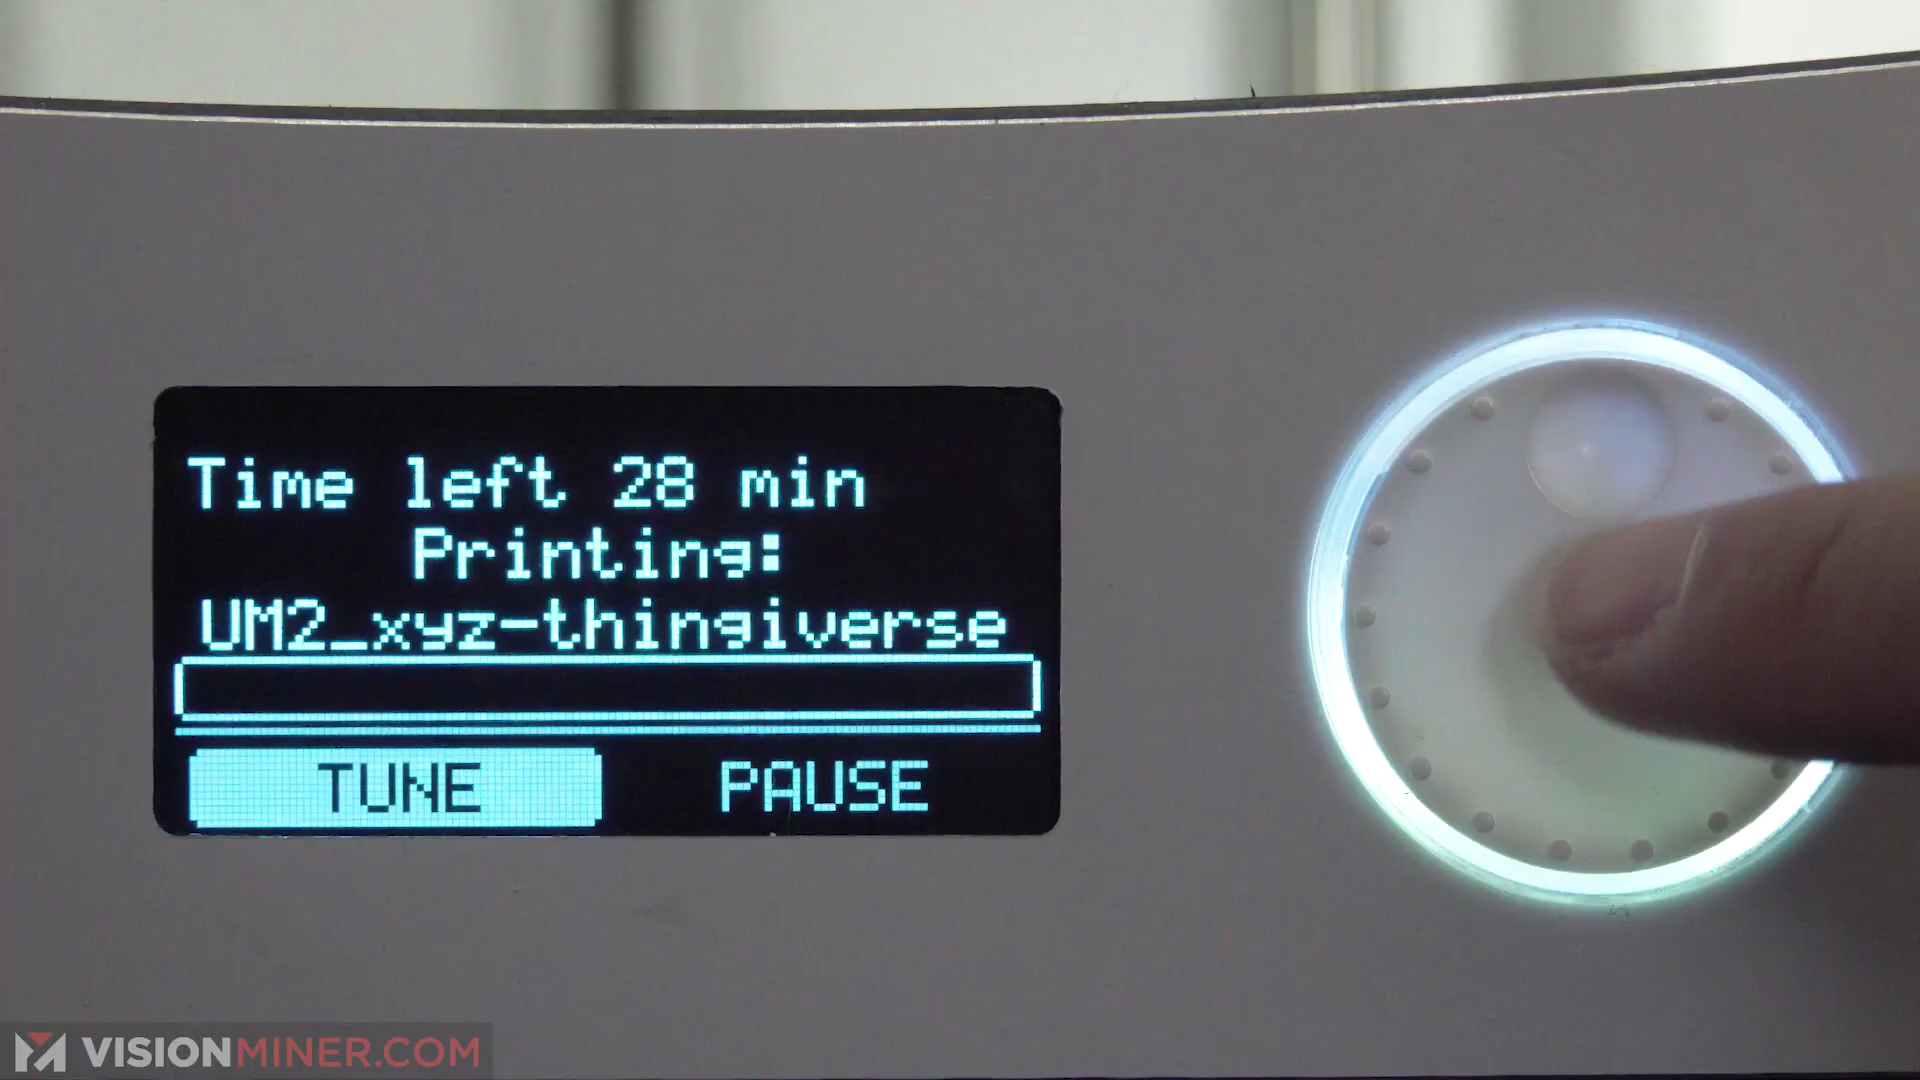 Time left 28 min
Printing:
UM2_xyz-thingiverse
TUNE PAUSE
VISIONMINER.COM